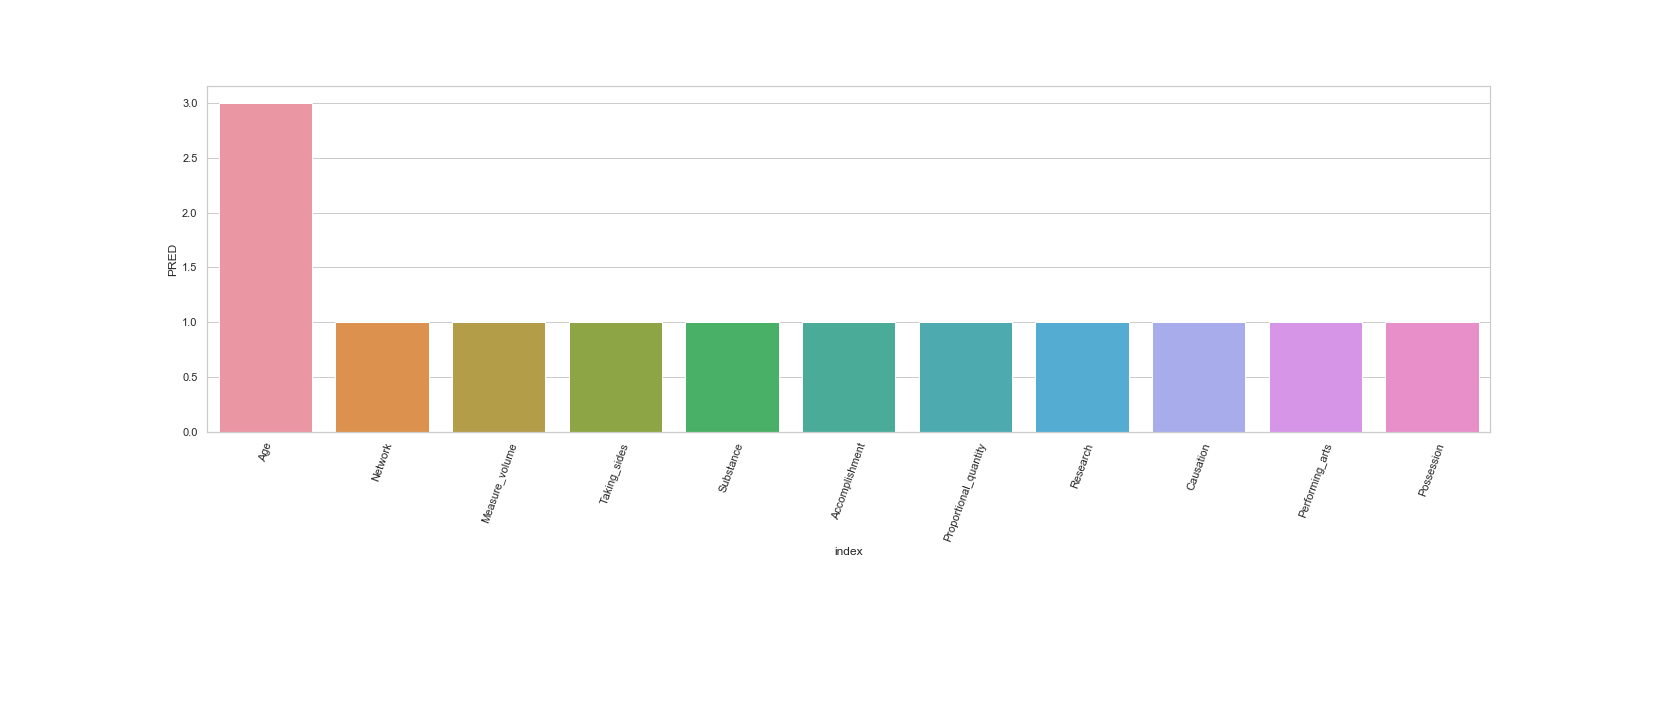 3.0
2.5
2.0
1.5
1.0
0.5
0.0
PRED
Age
Network
Measure_volume
Taking_sides
Substance
Accomplishment
Proportional_quantity
Research
Causation
Performing_arts
Possession
index